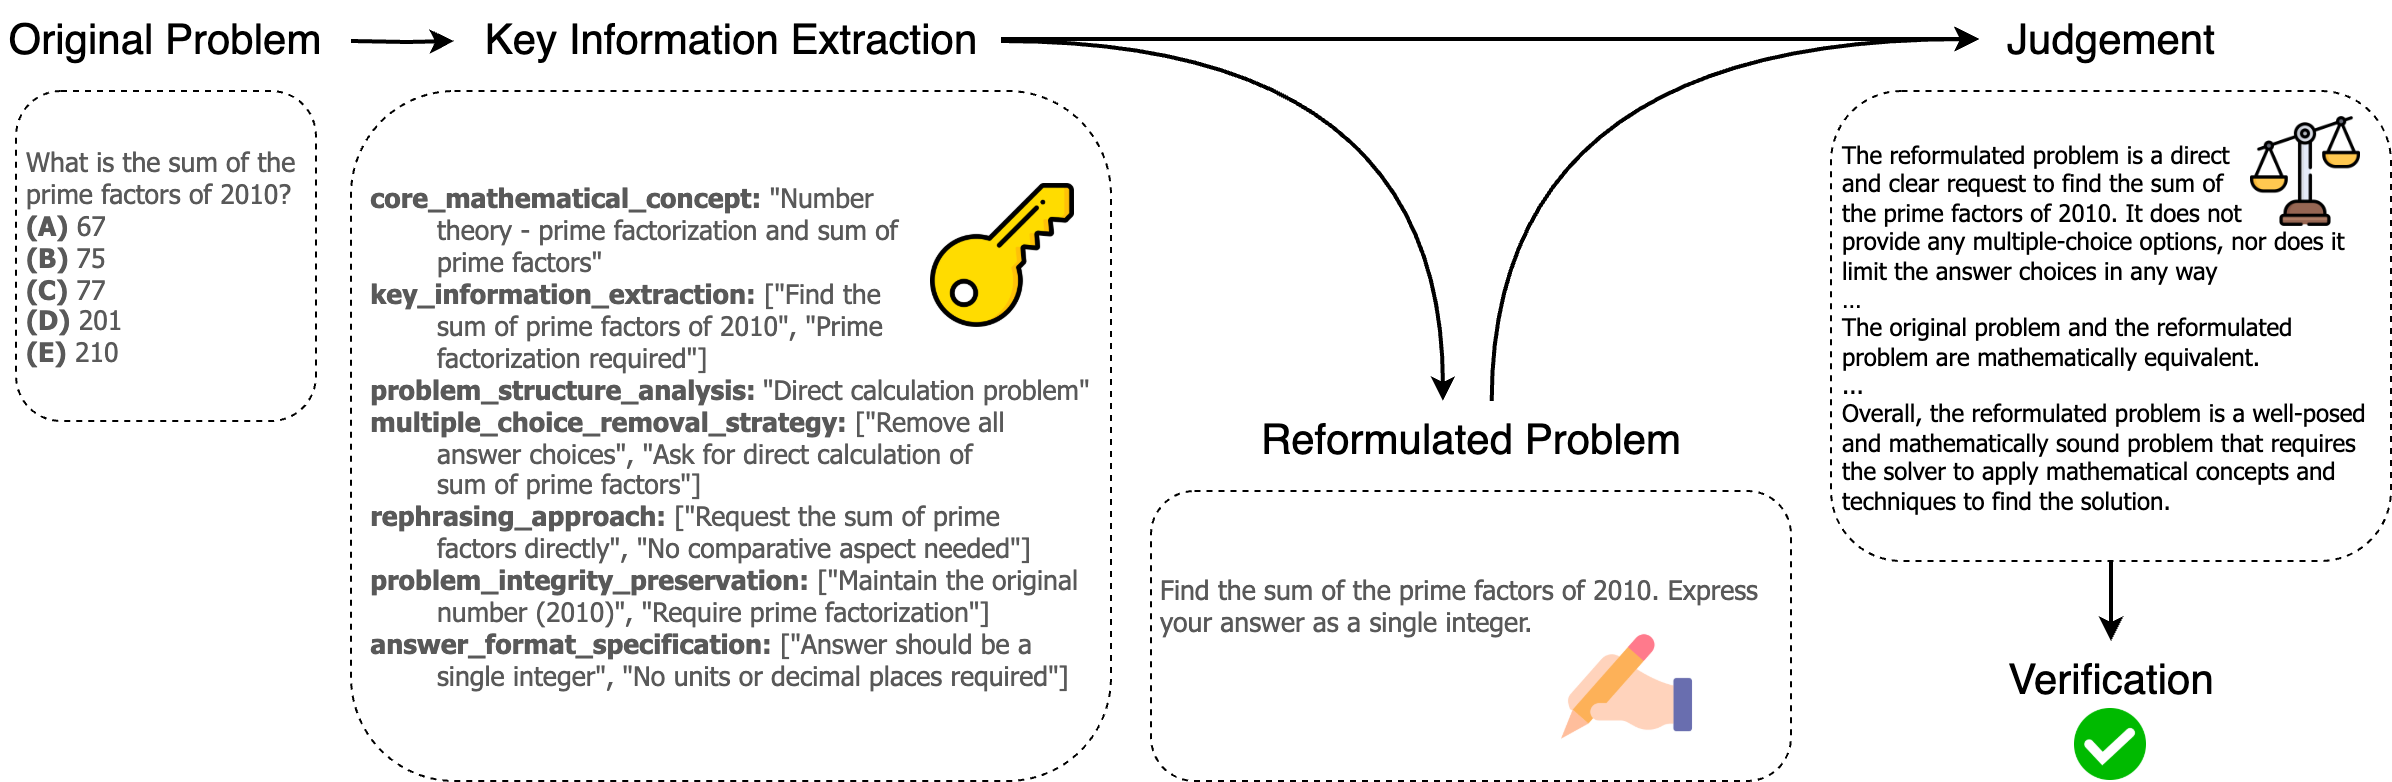 Original Problem
What is the sum of the
prime factors of 2010?
(A) 67
(B) 75
(C) 77
(D) 201
(E) 210
Key Information Extraction
core_mathematical_concept: "Number
theory - prime factorization and sum of
prime factors"
key_information_extraction: ["Find the
sum of prime factors of 2010", "Prime
factorization required"]
problem_structure_analysis: "Direct calculation problem"
multiple_choice_removal_strategy: ["Remove all
answer choices", "Ask for direct calculation of
sum of prime factors"]
rephrasing_approach: ["Request the sum of prime
factors directly", "No comparative aspect needed"]
problem_integrity_preservation: ["Maintain the original
number (2010)", "Require prime factorization"]
answer_format_specification: ["Answer should be a
single integer", "No units or decimal places required"]
Reformulated Problem
Find the sum of the prime factors of 2010. Express
your answer as a single integer.
Judgement
The reformulated problem is a direct
and clear request to find the sum of
the prime factors of 2010. It does not
provide any multiple-choice options, nor does it
limit the answer choices in any way
...
The original problem and the reformulated
problem are mathematically equivalent.
...
Overall, the reformulated problem is a well-posed
and mathematically sound problem that requires
the solver to apply mathematical concepts and
techniques to find the solution.
Verification